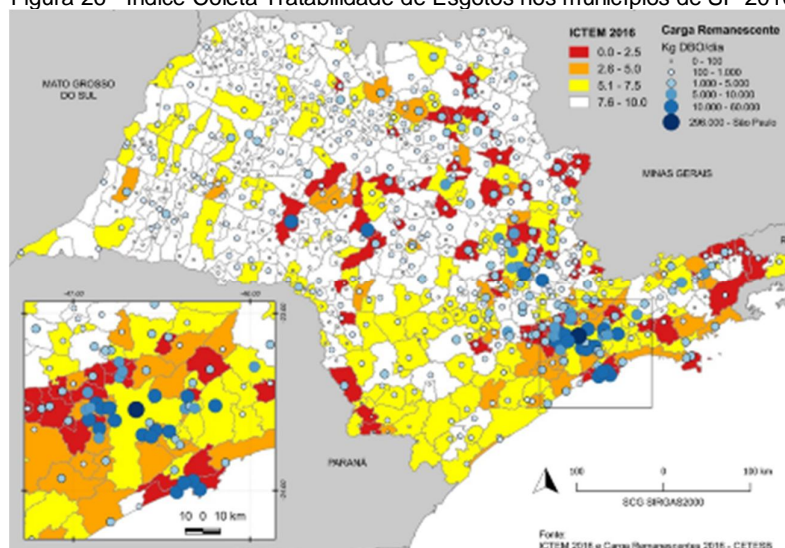 Figura 28 - Índice Coleta Tratabilidade de Esgotos nos municípios de SP 2016
ICTEM 2016
0.0 - 2.5
2.6 - 5.0
5.1 - 7.5
7.6 - 10.0
Carga Remanescente
Kg DBO/dia
0 - 100
100 - 1.000
1.000 - 5.000
5.000 - 10.000
10.000 - 60.000
296.000 - São Paulo
MATO GROSSO
DO SUL
MINAS GERAIS
PARANÁ
10 0 10 km
100 0 100 km
SCG SIRGAS2000
Fonte:
ICTEM 2016 e Carga Remanescentes 2016 - CETESB